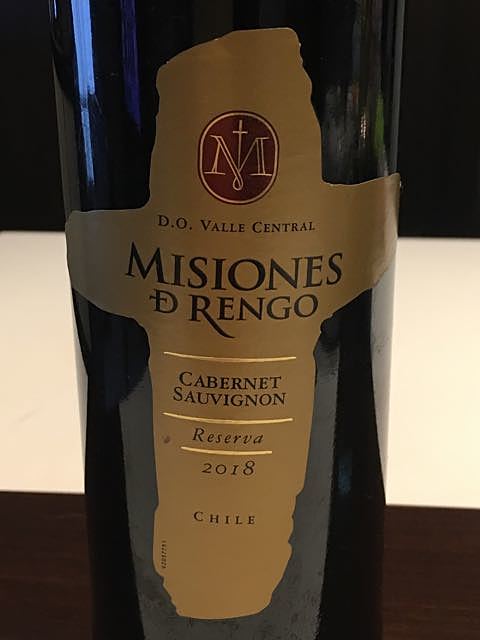 M
D.O. VALLE CENTRAL
MISIONES
Đ RENGO
CABERNET
SAUVIGNON
Reserva
2018
CHILE